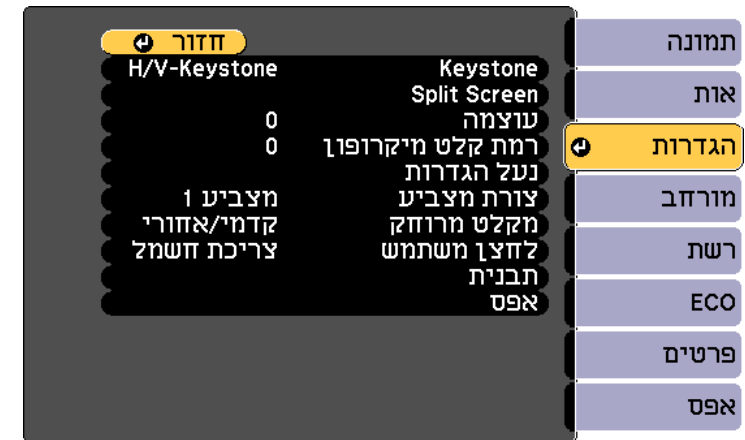 תמונה
אות
הגדרות
מורחב
רשת
ECO
פרטים
אפס
חזור
Keystone H/V-Keystone
Split Screen
עוצמה 0
רמת קלט מיקרופון 0
נעל הגדרות
צורת מצביע מצביע 1
מקלט מרוחק קדמי/אחורי
לחצן משתמש צריכת חשמל
תבנית
אפס